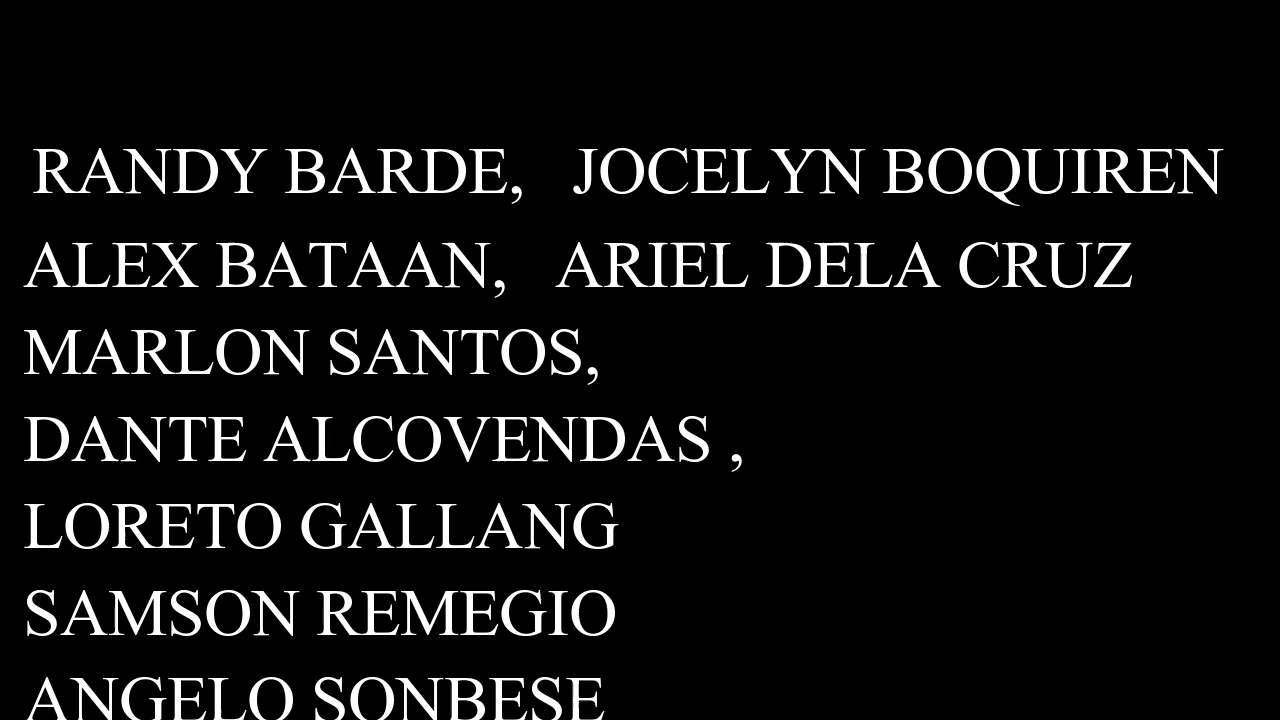 RANDY BARDE,   JOCELYN BOQUIREN
ALEX BATAAN,   ARIEL DELA CRUZ
MARLON SANTOS,
DANTE ALCOVENDAS ,
LORETO GALLANG
SAMSON REMEGIO
ANGELO SONBESE